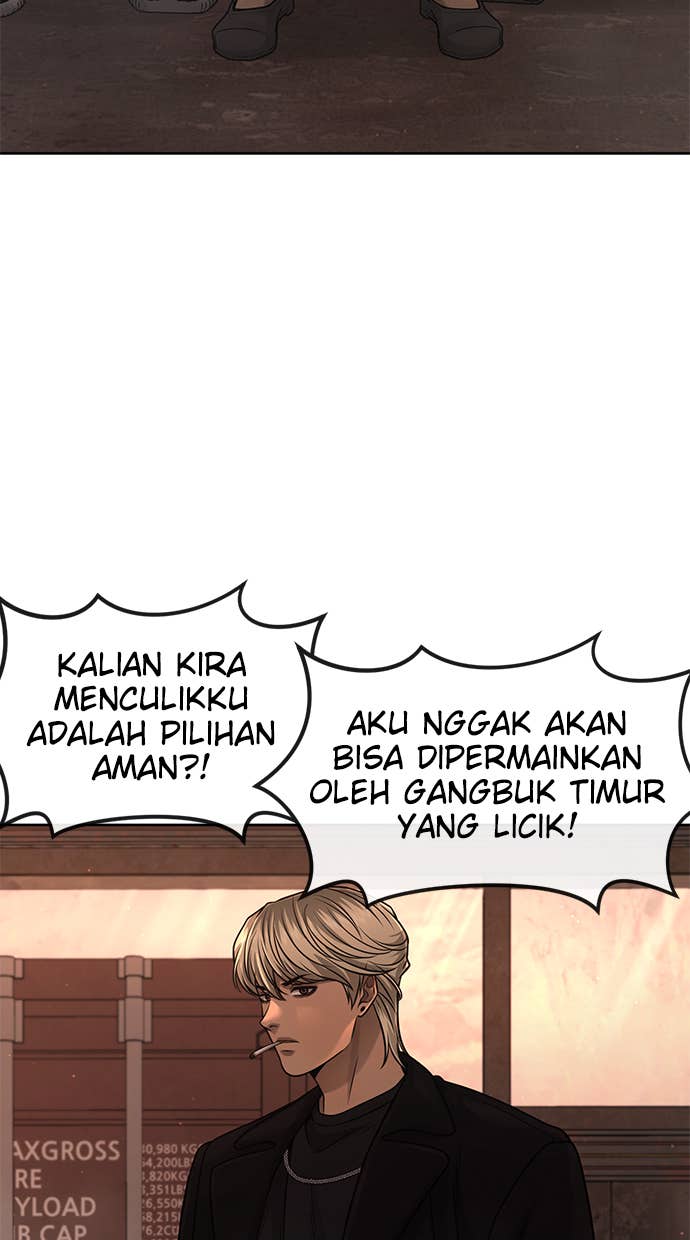 KALIAN KIRA
MENCULIKKU
ADALAH PILIHAN
AMAN?!
AKU NGGAK AKAN
BISA DIPERMAINKAN
OLEH GANGBUK TIMUR
YANG LICIK!
AXGROSS
RE
YLOAD
B CAP